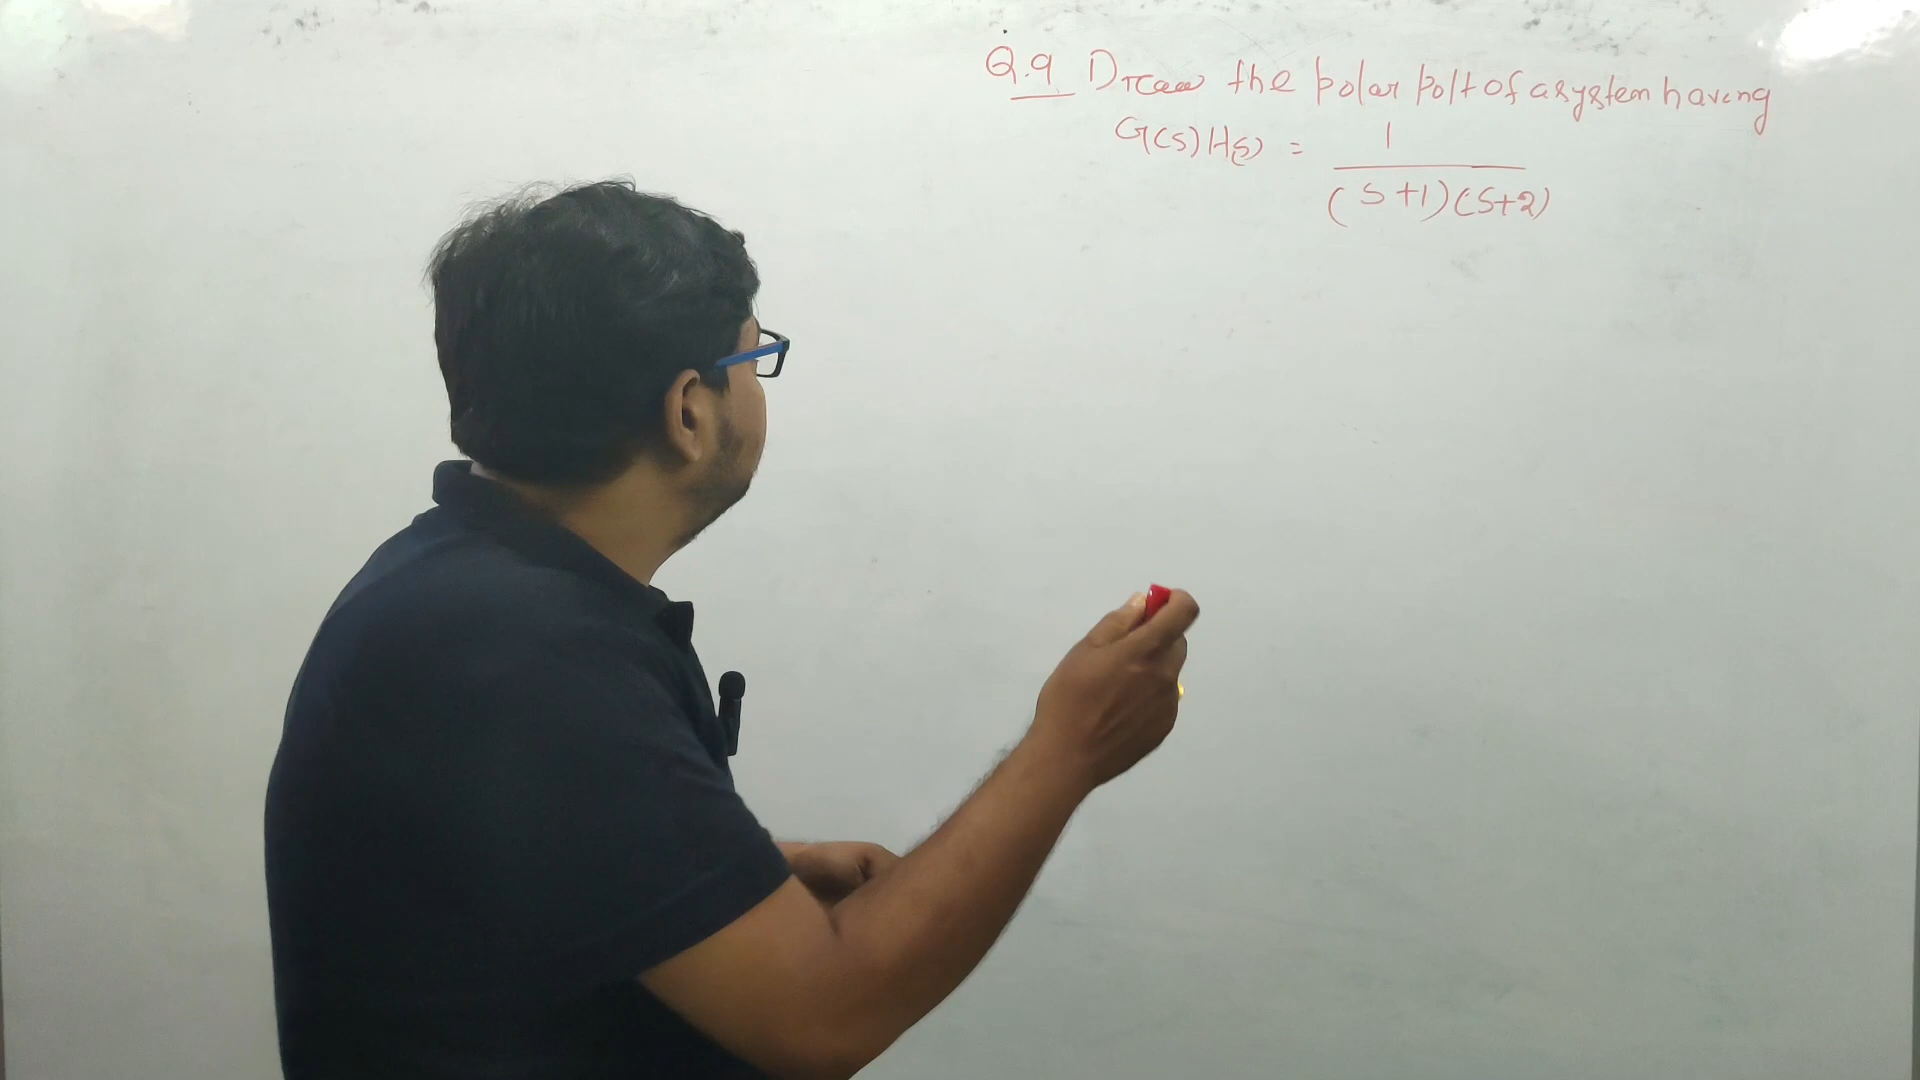 Q.9 Draw the polar polt of a system having
G(s)H(s) = 1
(S+1)(S+2)